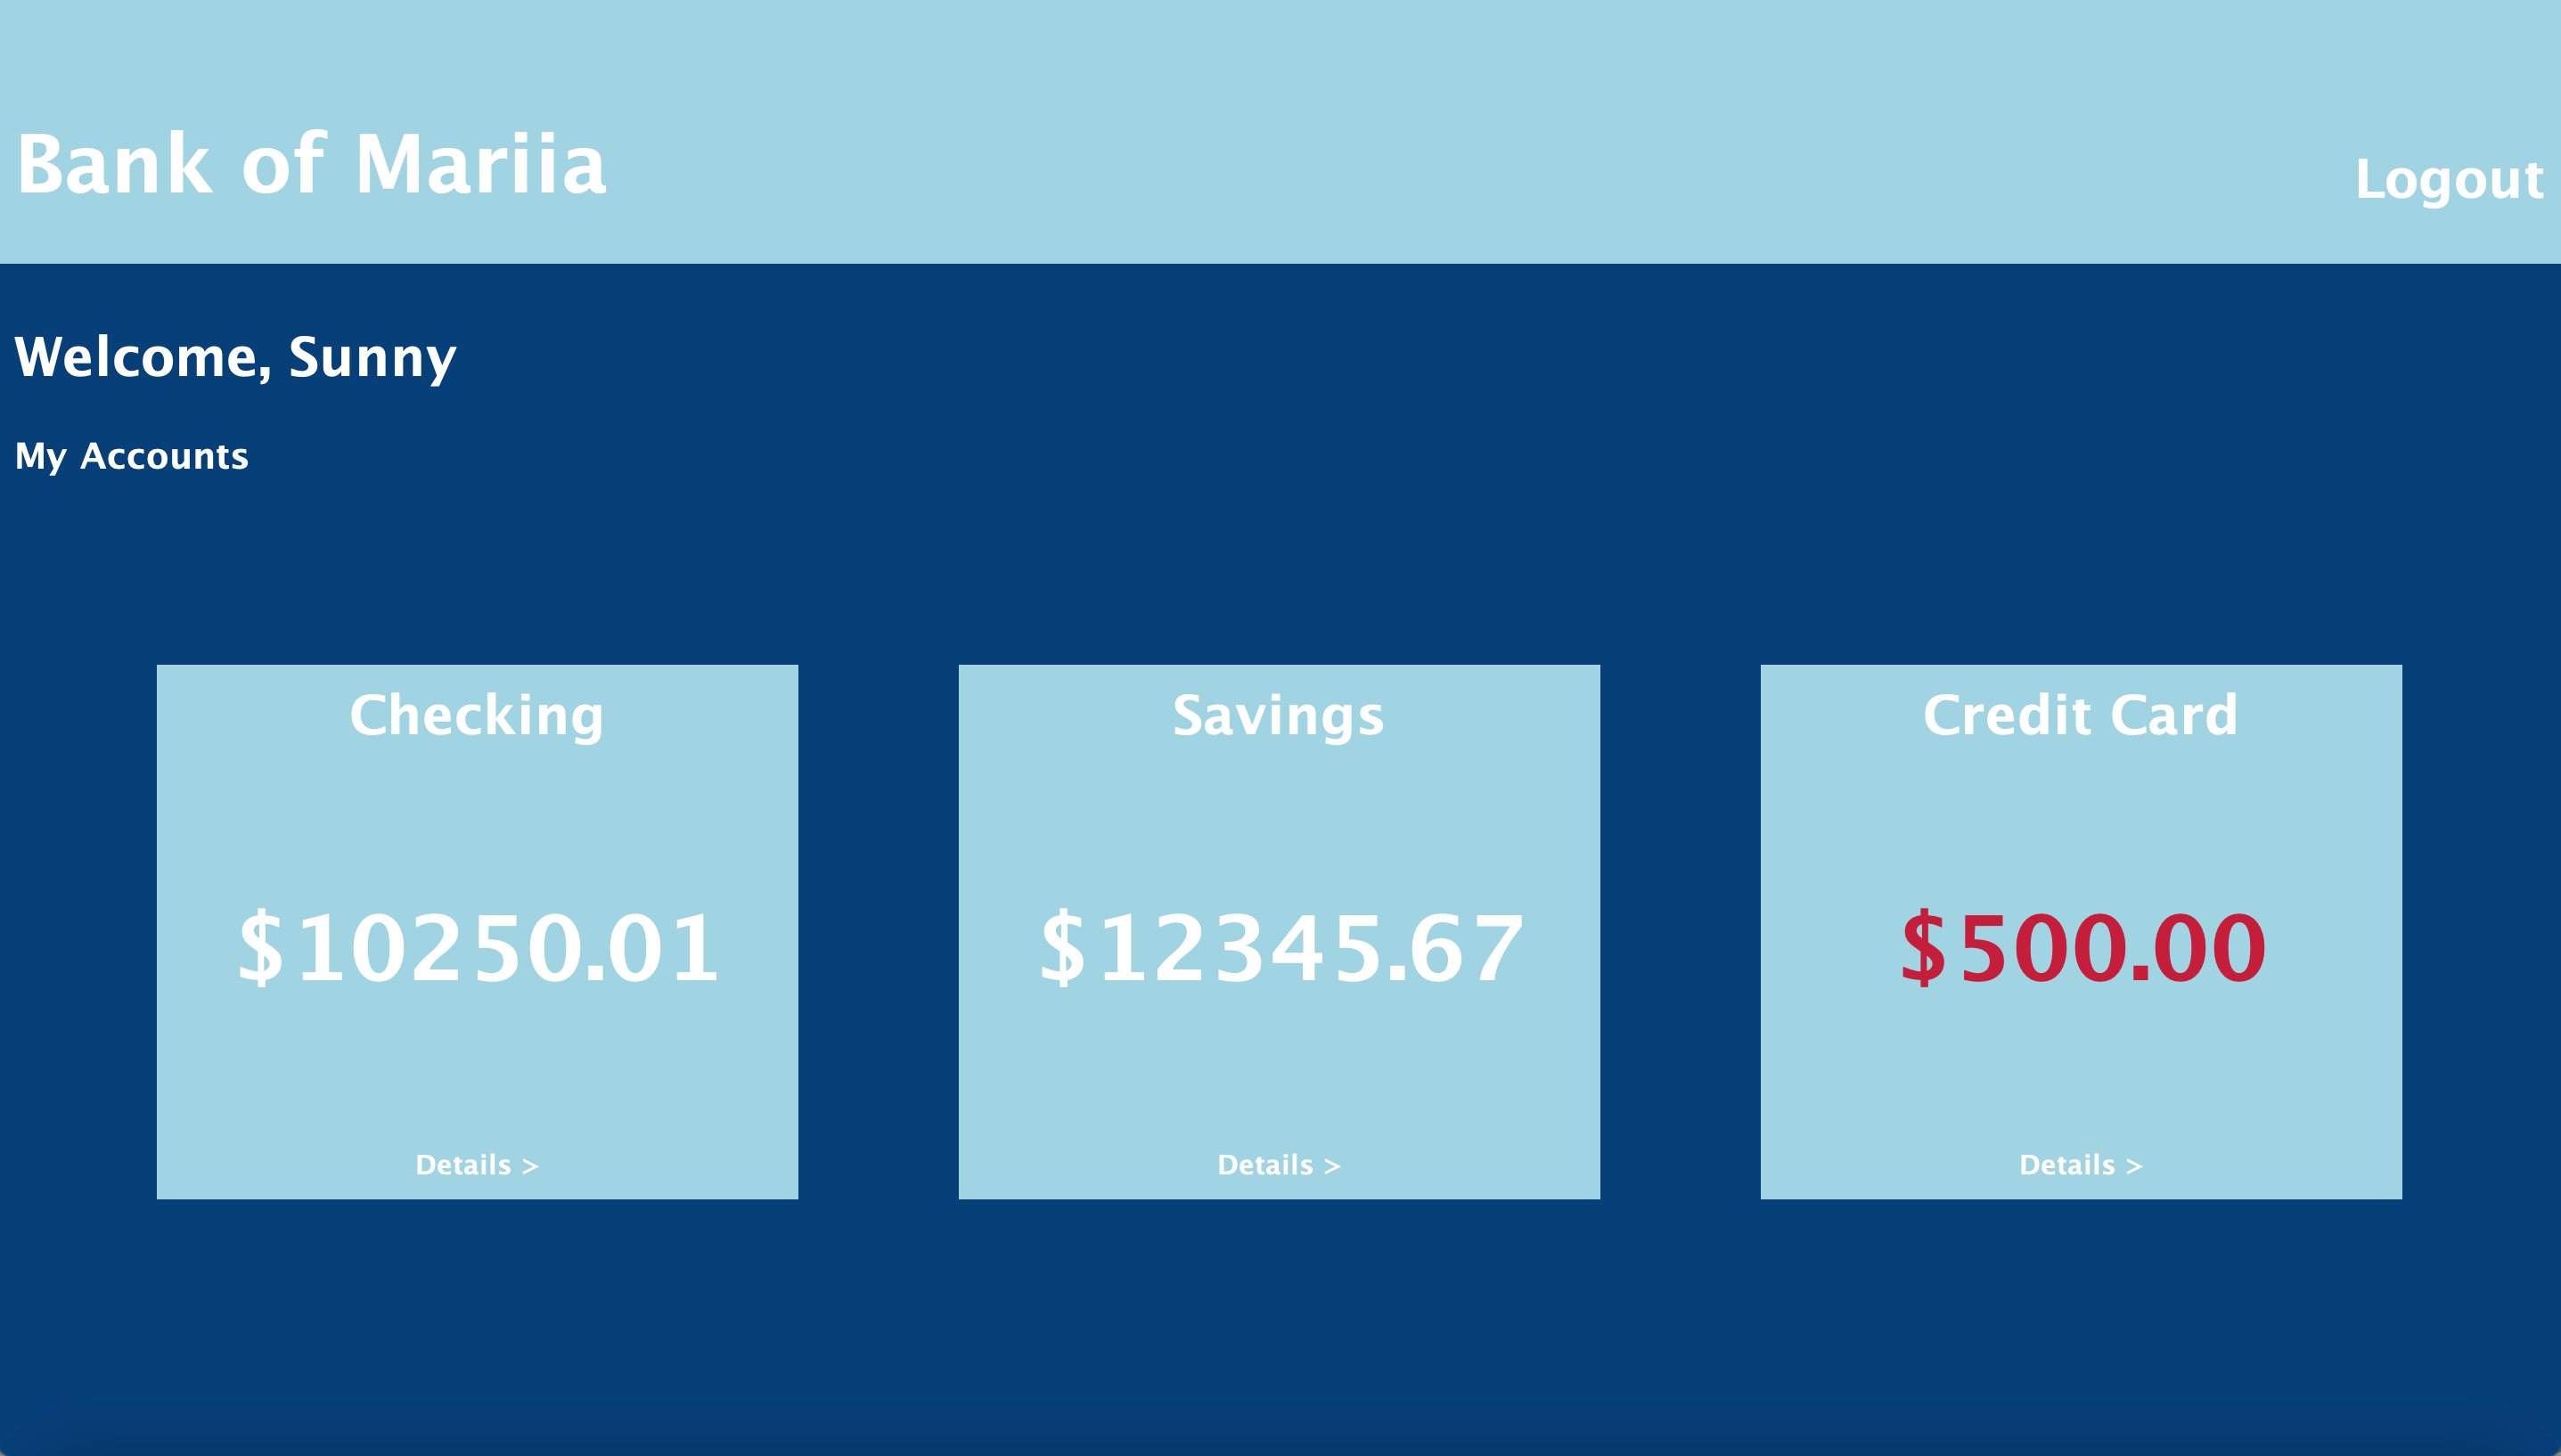 Bank of Mariia
Logout
Welcome, Sunny
My Accounts
Checking
$10250.01
Details >
Savings
$12345.67
Details >
Credit Card
$500.00
Details >